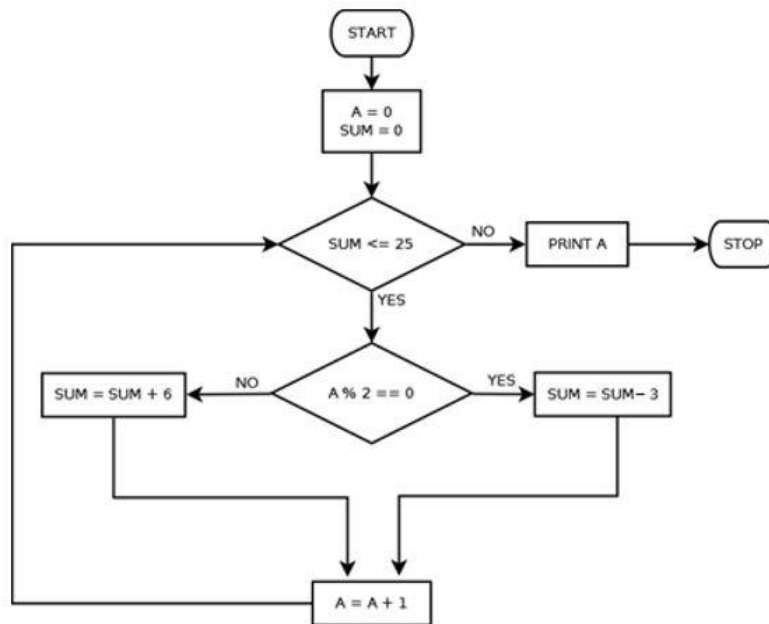 START
A = 0
SUM = 0
SUM <= 25
NO
PRINT A
STOP
YES
A % 2 == 0
NO
SUM = SUM + 6
YES
SUM = SUM− 3
A = A + 1